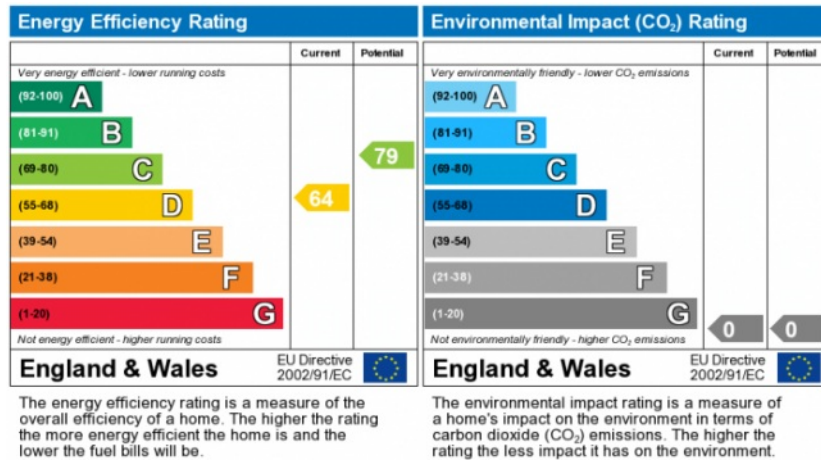 Energy Efficiency Rating
Current Potential
Very energy efficient - lower running costs
(92-100) A
(81-91) B
(69-80) C
(55-68) D
(39-54) E
(21-38) F
(1-20) G
79
64
Not energy efficient - higher running costs
England & Wales
EU Directive
2002/91/EC
The energy efficiency rating is a measure of the
overall efficiency of a home. The higher the rating
the more energy efficient the home is and the
lower the fuel bills will be.
Environmental Impact (CO₂) Rating
Current Potential
Very environmentally friendly - lower CO₂ emissions
(92-100) A
(81-91) B
(69-80) C
(55-68) D
(39-54) E
(21-38) F
(1-20) G
0 0
Not environmentally friendly - higher CO₂ emissions
England & Wales
EU Directive
2002/91/EC
The environmental impact rating is a measure of
a home's impact on the environment in terms of
carbon dioxide (CO₂) emissions. The higher the
rating the less impact it has on the environment.